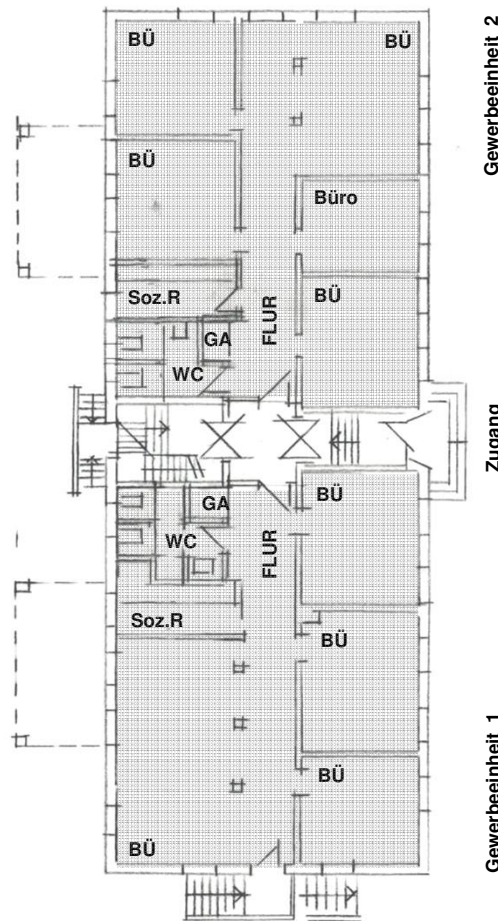 BÜ
BÜ
BÜ
Büro
Soz.R
BÜ
GA
FLUR
WC
BÜ
GA
FLUR
WC
Soz.R
BÜ
BÜ
BÜ
Gewerbeeinheit 2
Zugang
Gewerbeeinheit 1